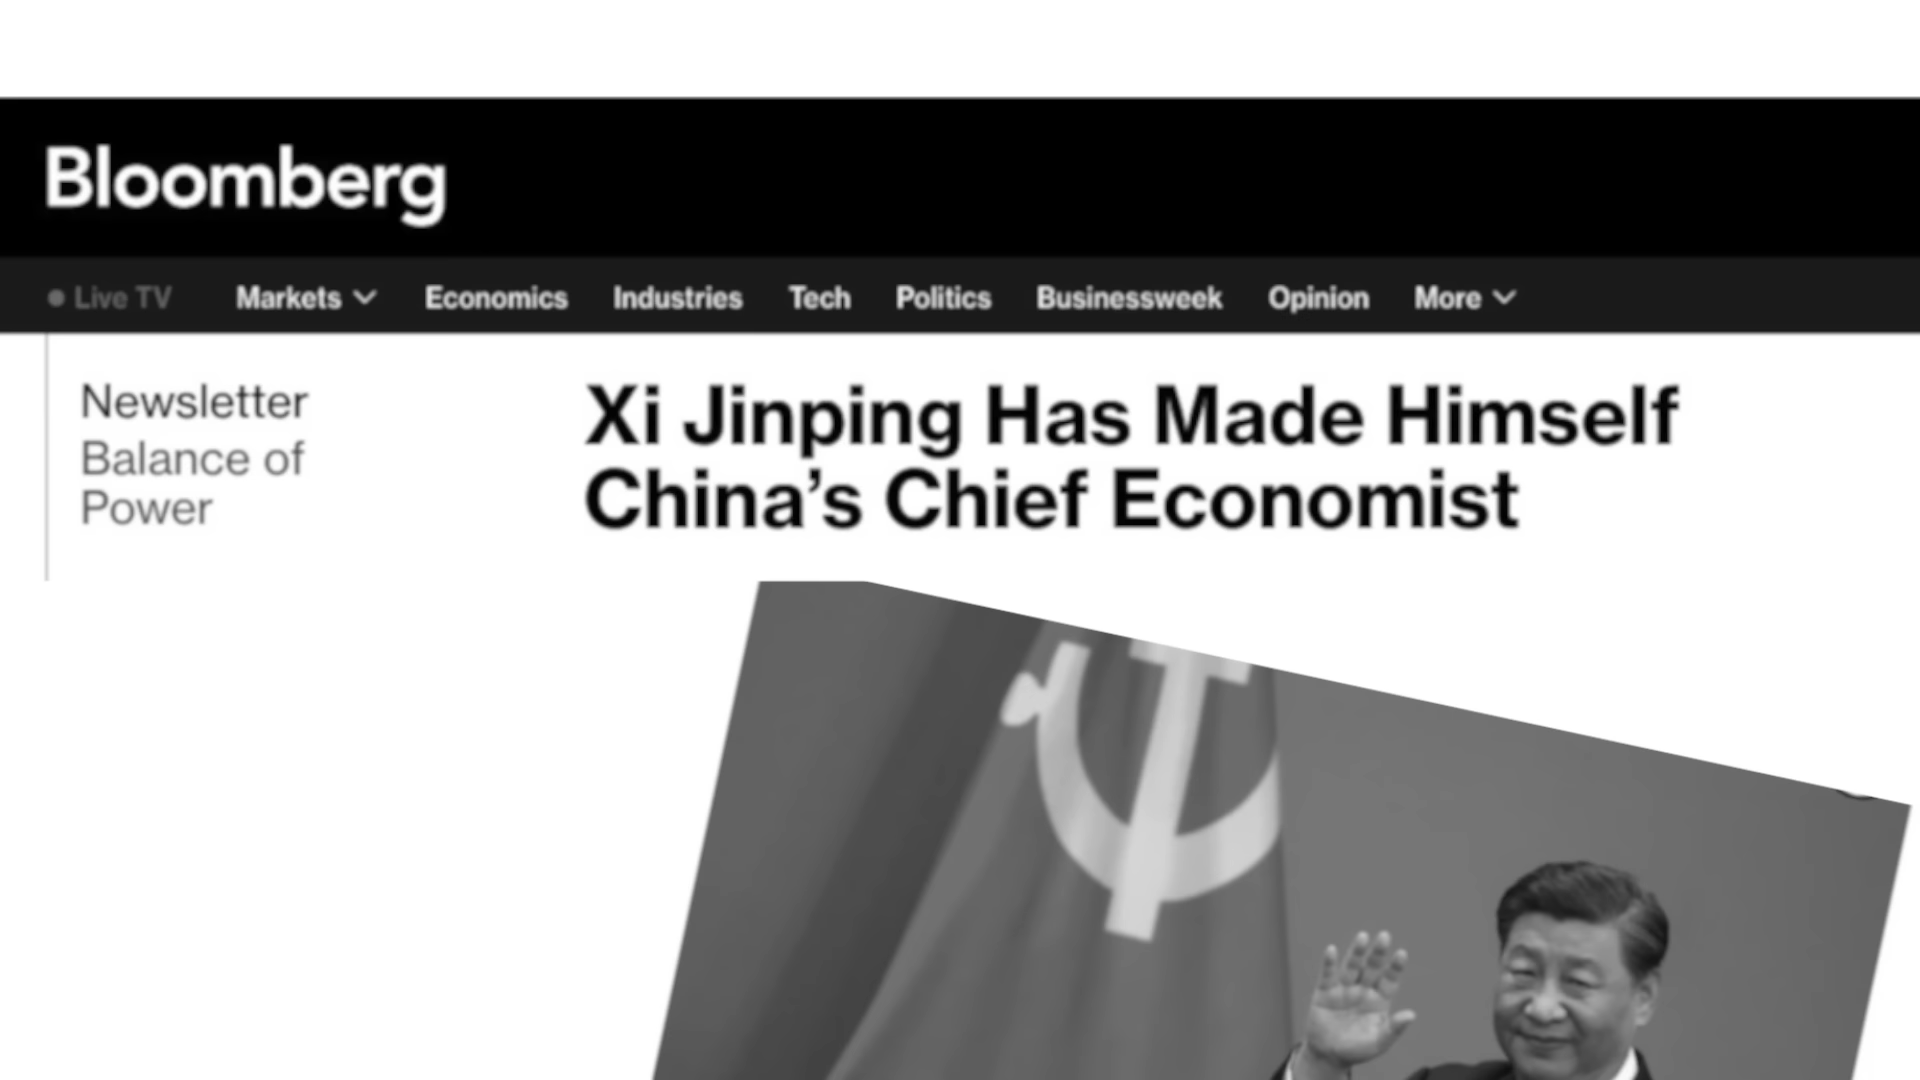 Bloomberg
Live TV Markets Economics Industries Tech Politics Businessweek Opinion More
Newsletter
Balance of
Power
Xi Jinping Has Made Himself
China’s Chief Economist